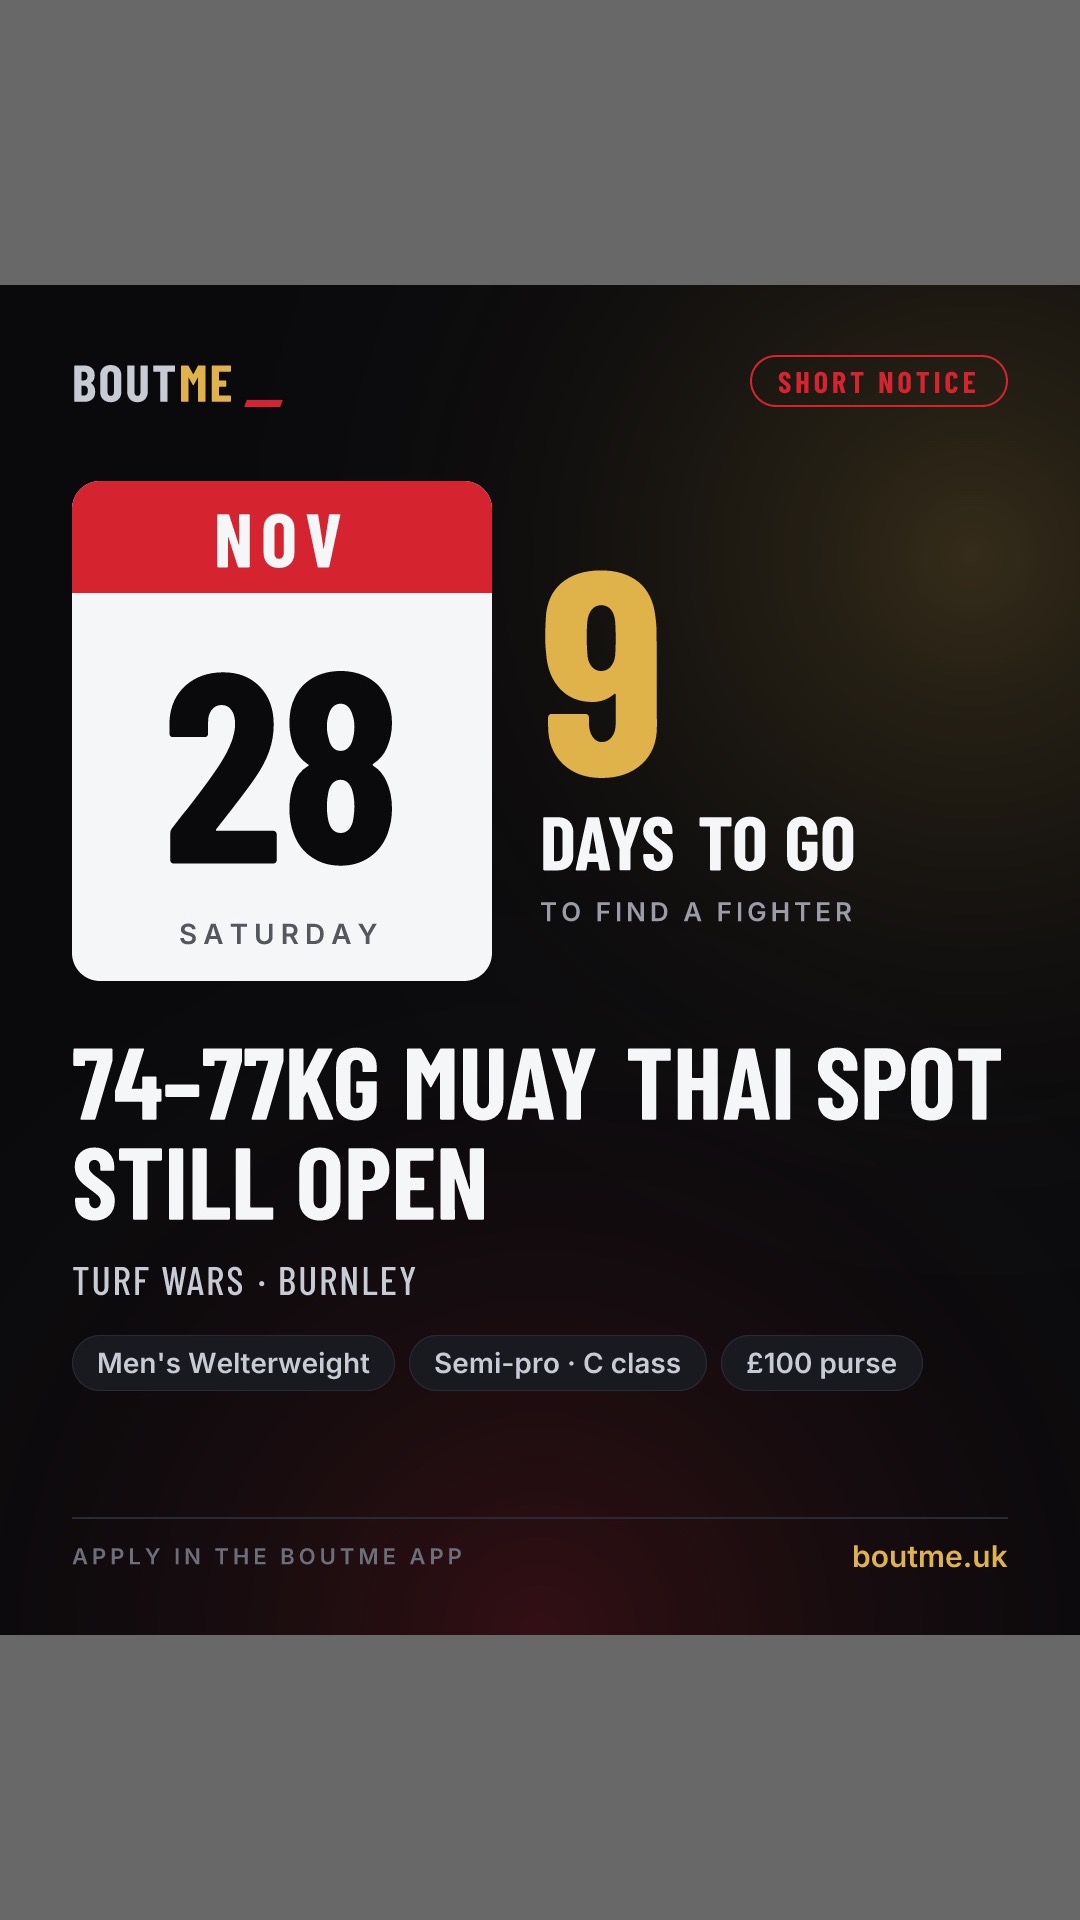 BOUTME
SHORT NOTICE
NOV
28
SATURDAY
9
DAYS TO GO
TO FIND A FIGHTER
74–77KG MUAY THAI SPOT
STILL OPEN
TURF WARS · BURNLEY
Men's Welterweight
Semi-pro · C class
£100 purse
APPLY IN THE BOUTME APP
boutme.uk